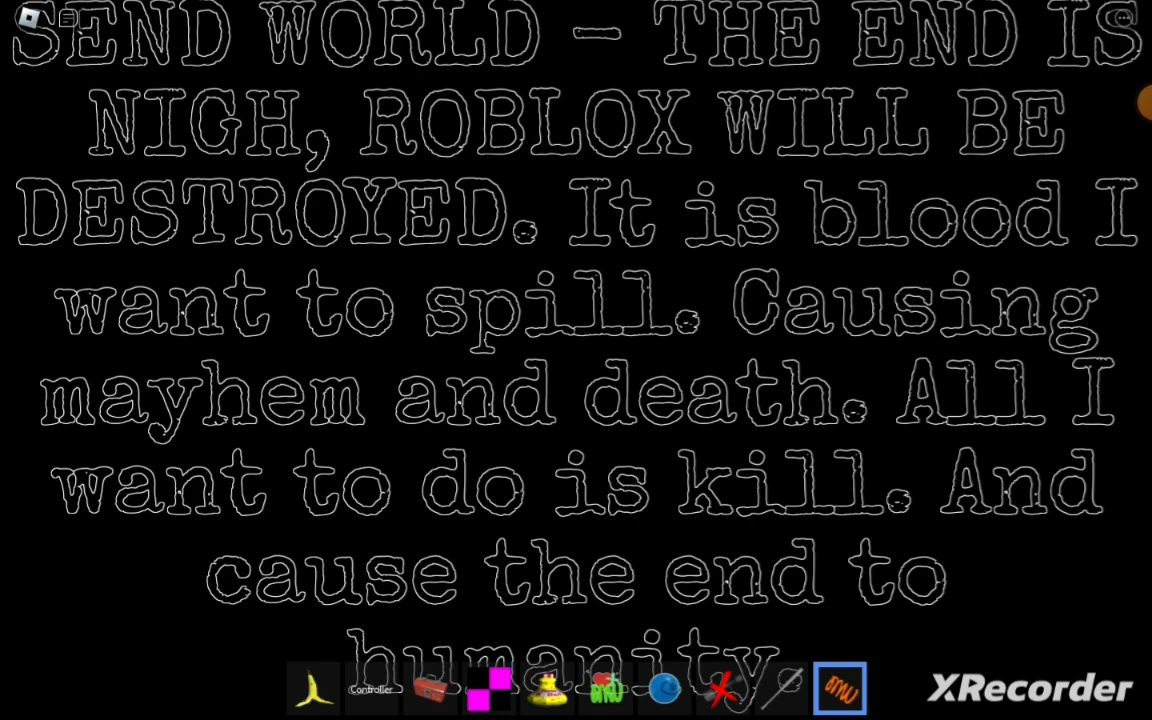 SEND WORLD - THE END IS
NIGH, ROBLOX WILL BE
DESTROYED. It is blood I
want to spill. Causing
mayhem and death. All I
want to do is kill. And
cause the end to
humanity
Controller
XRecorder